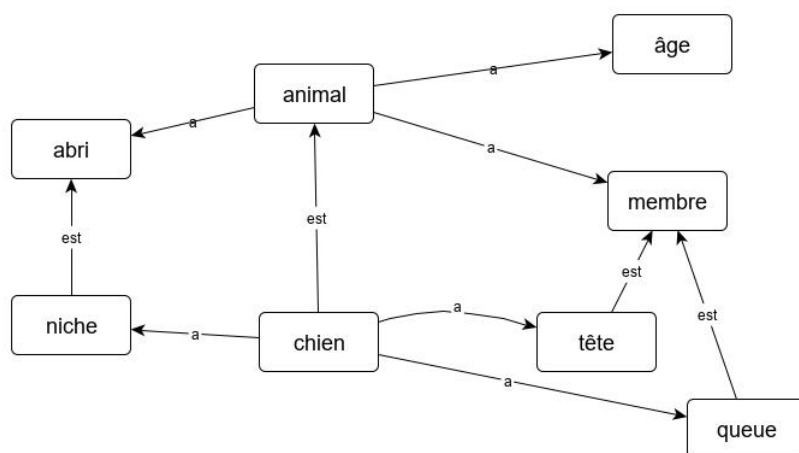 âge
a
animal
a
abri
a
membre
est
est
est
a
est
niche
a
chien
tête
a
queue